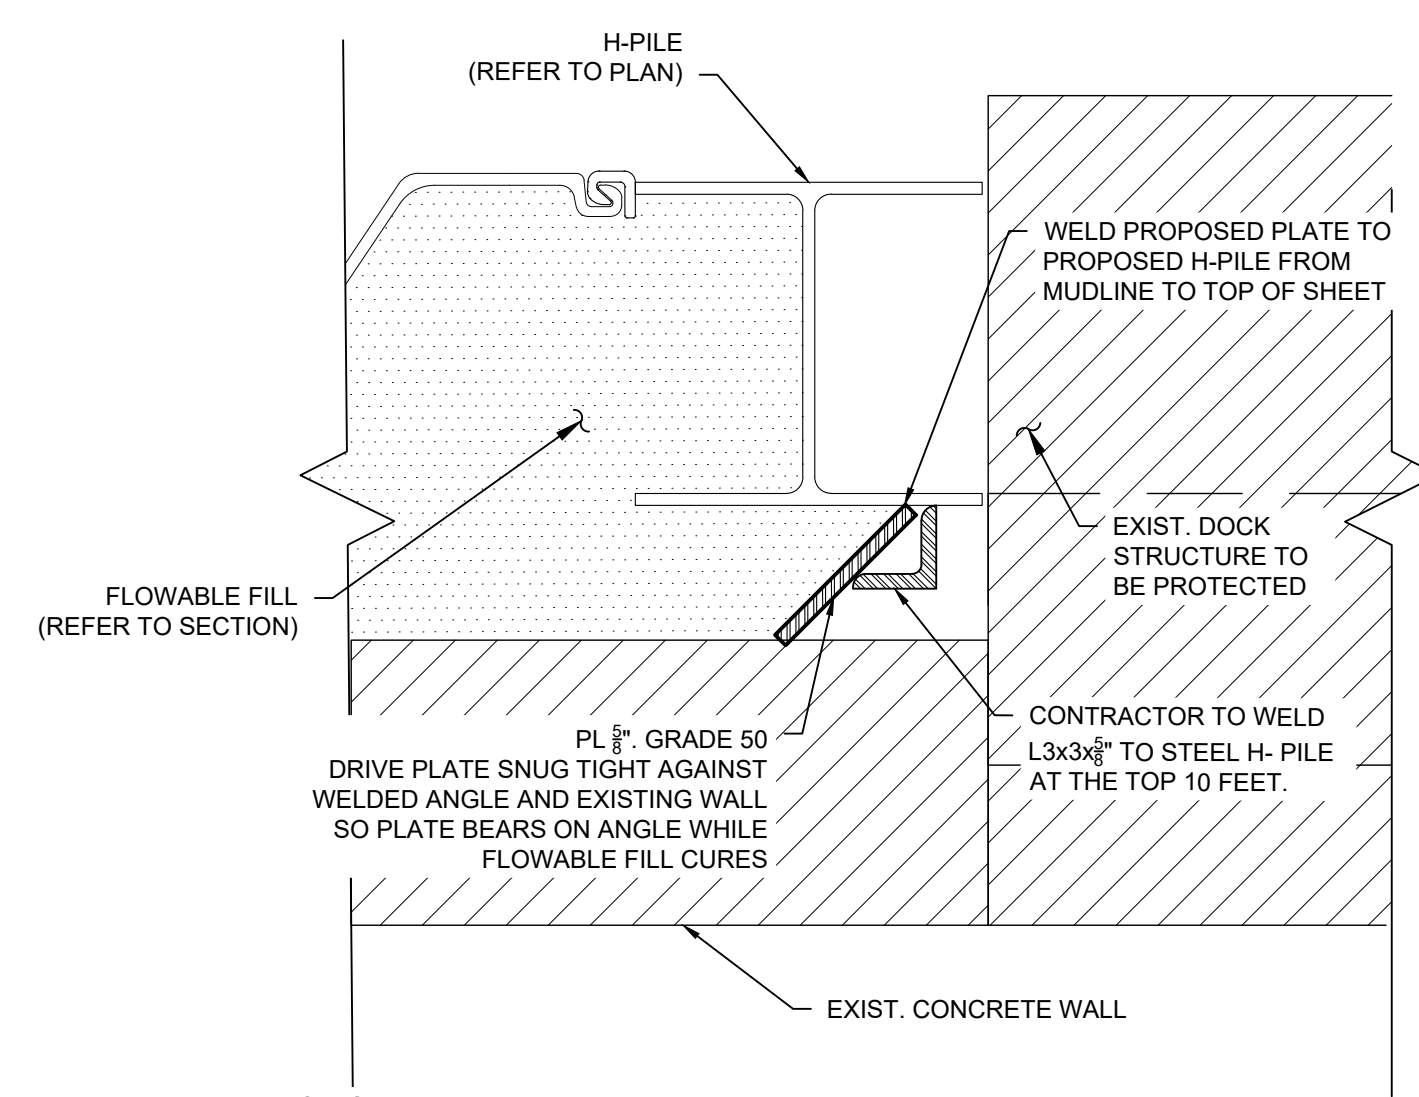 H-PILE
(REFER TO PLAN)
WELD PROPOSED PLATE TO
PROPOSED H-PILE FROM
MUDLINE TO TOP OF SHEET
EXIST. DOCK
STRUCTURE TO
BE PROTECTED
FLOWABLE FILL
(REFER TO SECTION)
CONTRACTOR TO WELD
L3x3x⅝" TO STEEL H- PILE
AT THE TOP 10 FEET.
PL ⅝". GRADE 50
DRIVE PLATE SNUG TIGHT AGAINST
WELDED ANGLE AND EXISTING WALL
SO PLATE BEARS ON ANGLE WHILE
FLOWABLE FILL CURES
EXIST. CONCRETE WALL